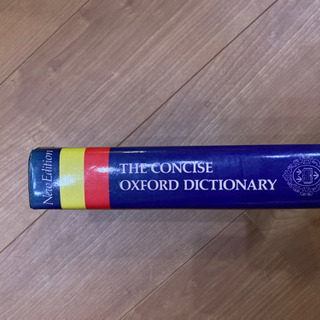 New Edition
THE CONCISE
OXFORD DICTIONARY